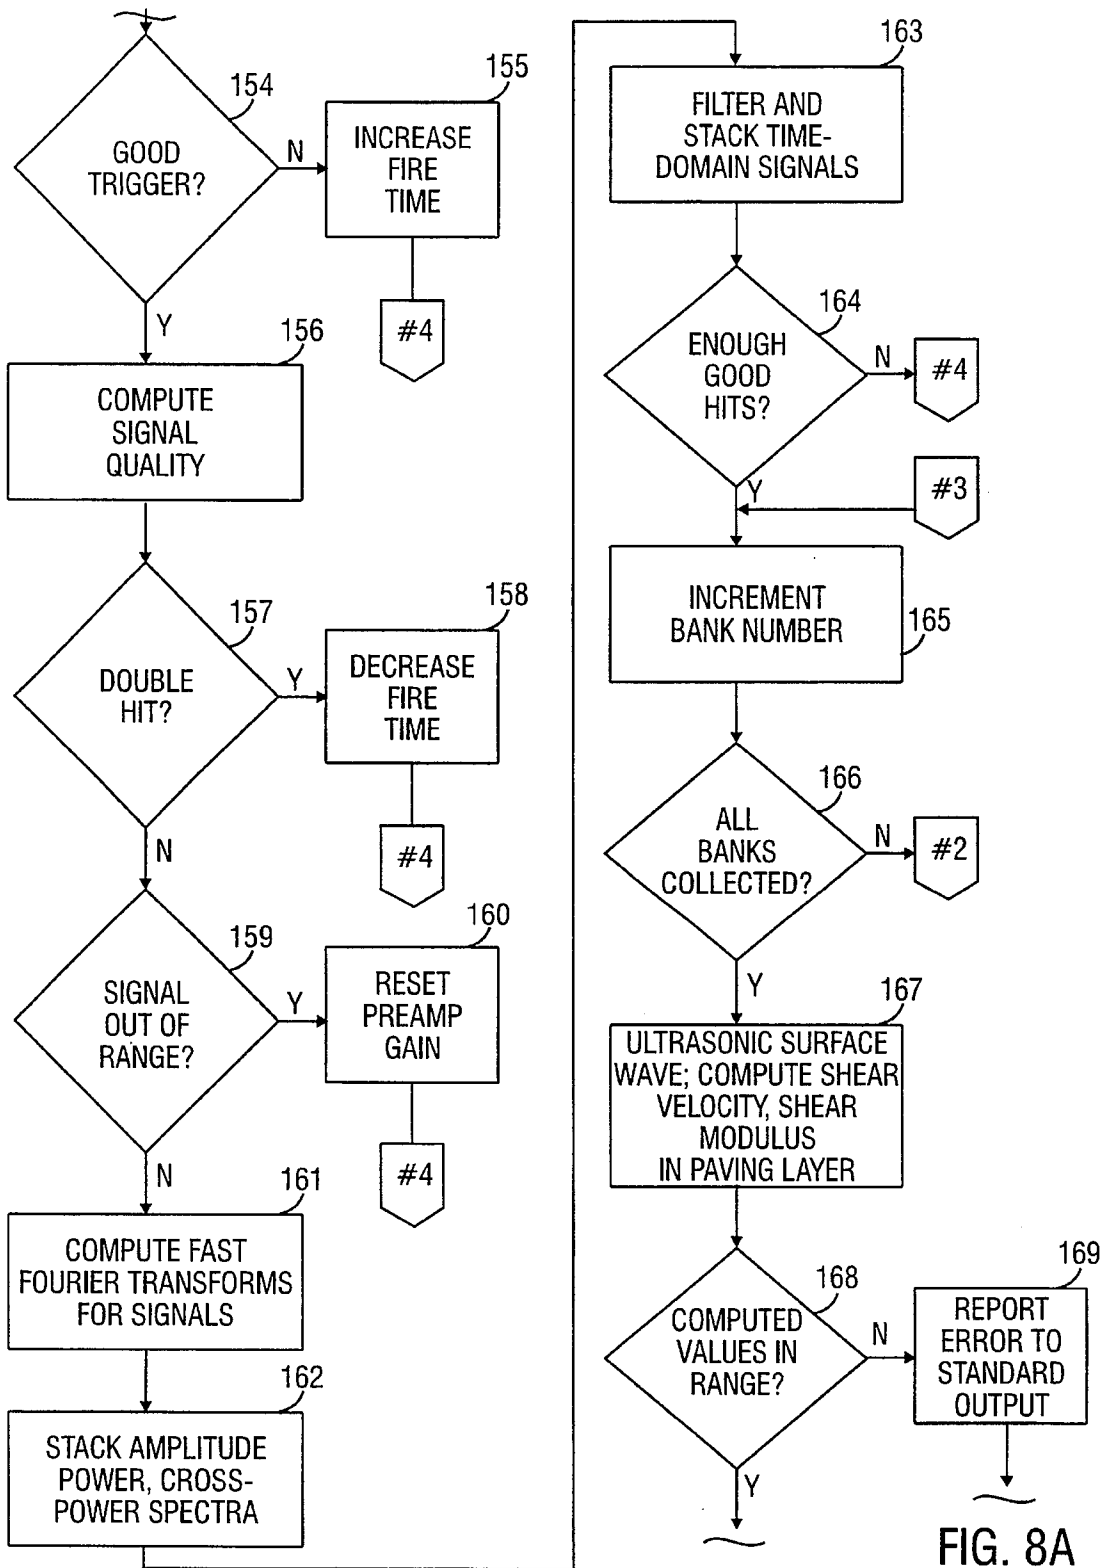 154
GOOD
TRIGGER?
N
155
INCREASE
FIRE
TIME
#4
Y
156
COMPUTE
SIGNAL
QUALITY
157
DOUBLE
HIT?
Y
158
DECREASE
FIRE
TIME
#4
N
159
SIGNAL
OUT OF
RANGE?
Y
160
RESET
PREAMP
GAIN
#4
N
161
COMPUTE FAST
FOURIER TRANSFORMS
FOR SIGNALS
162
STACK AMPLITUDE
POWER, CROSS-
POWER SPECTRA
163
FILTER AND
STACK TIME-
DOMAIN SIGNALS
164
ENOUGH
GOOD
HITS?
N
#4
Y
#3
INCREMENT
BANK NUMBER
165
166
ALL
BANKS
COLLECTED?
N
#2
Y
167
ULTRASONIC SURFACE
WAVE; COMPUTE SHEAR
VELOCITY, SHEAR
MODULUS
IN PAVING LAYER
168
COMPUTED
VALUES IN
RANGE?
N
169
REPORT
ERROR TO
STANDARD
OUTPUT
Y
FIG. 8A